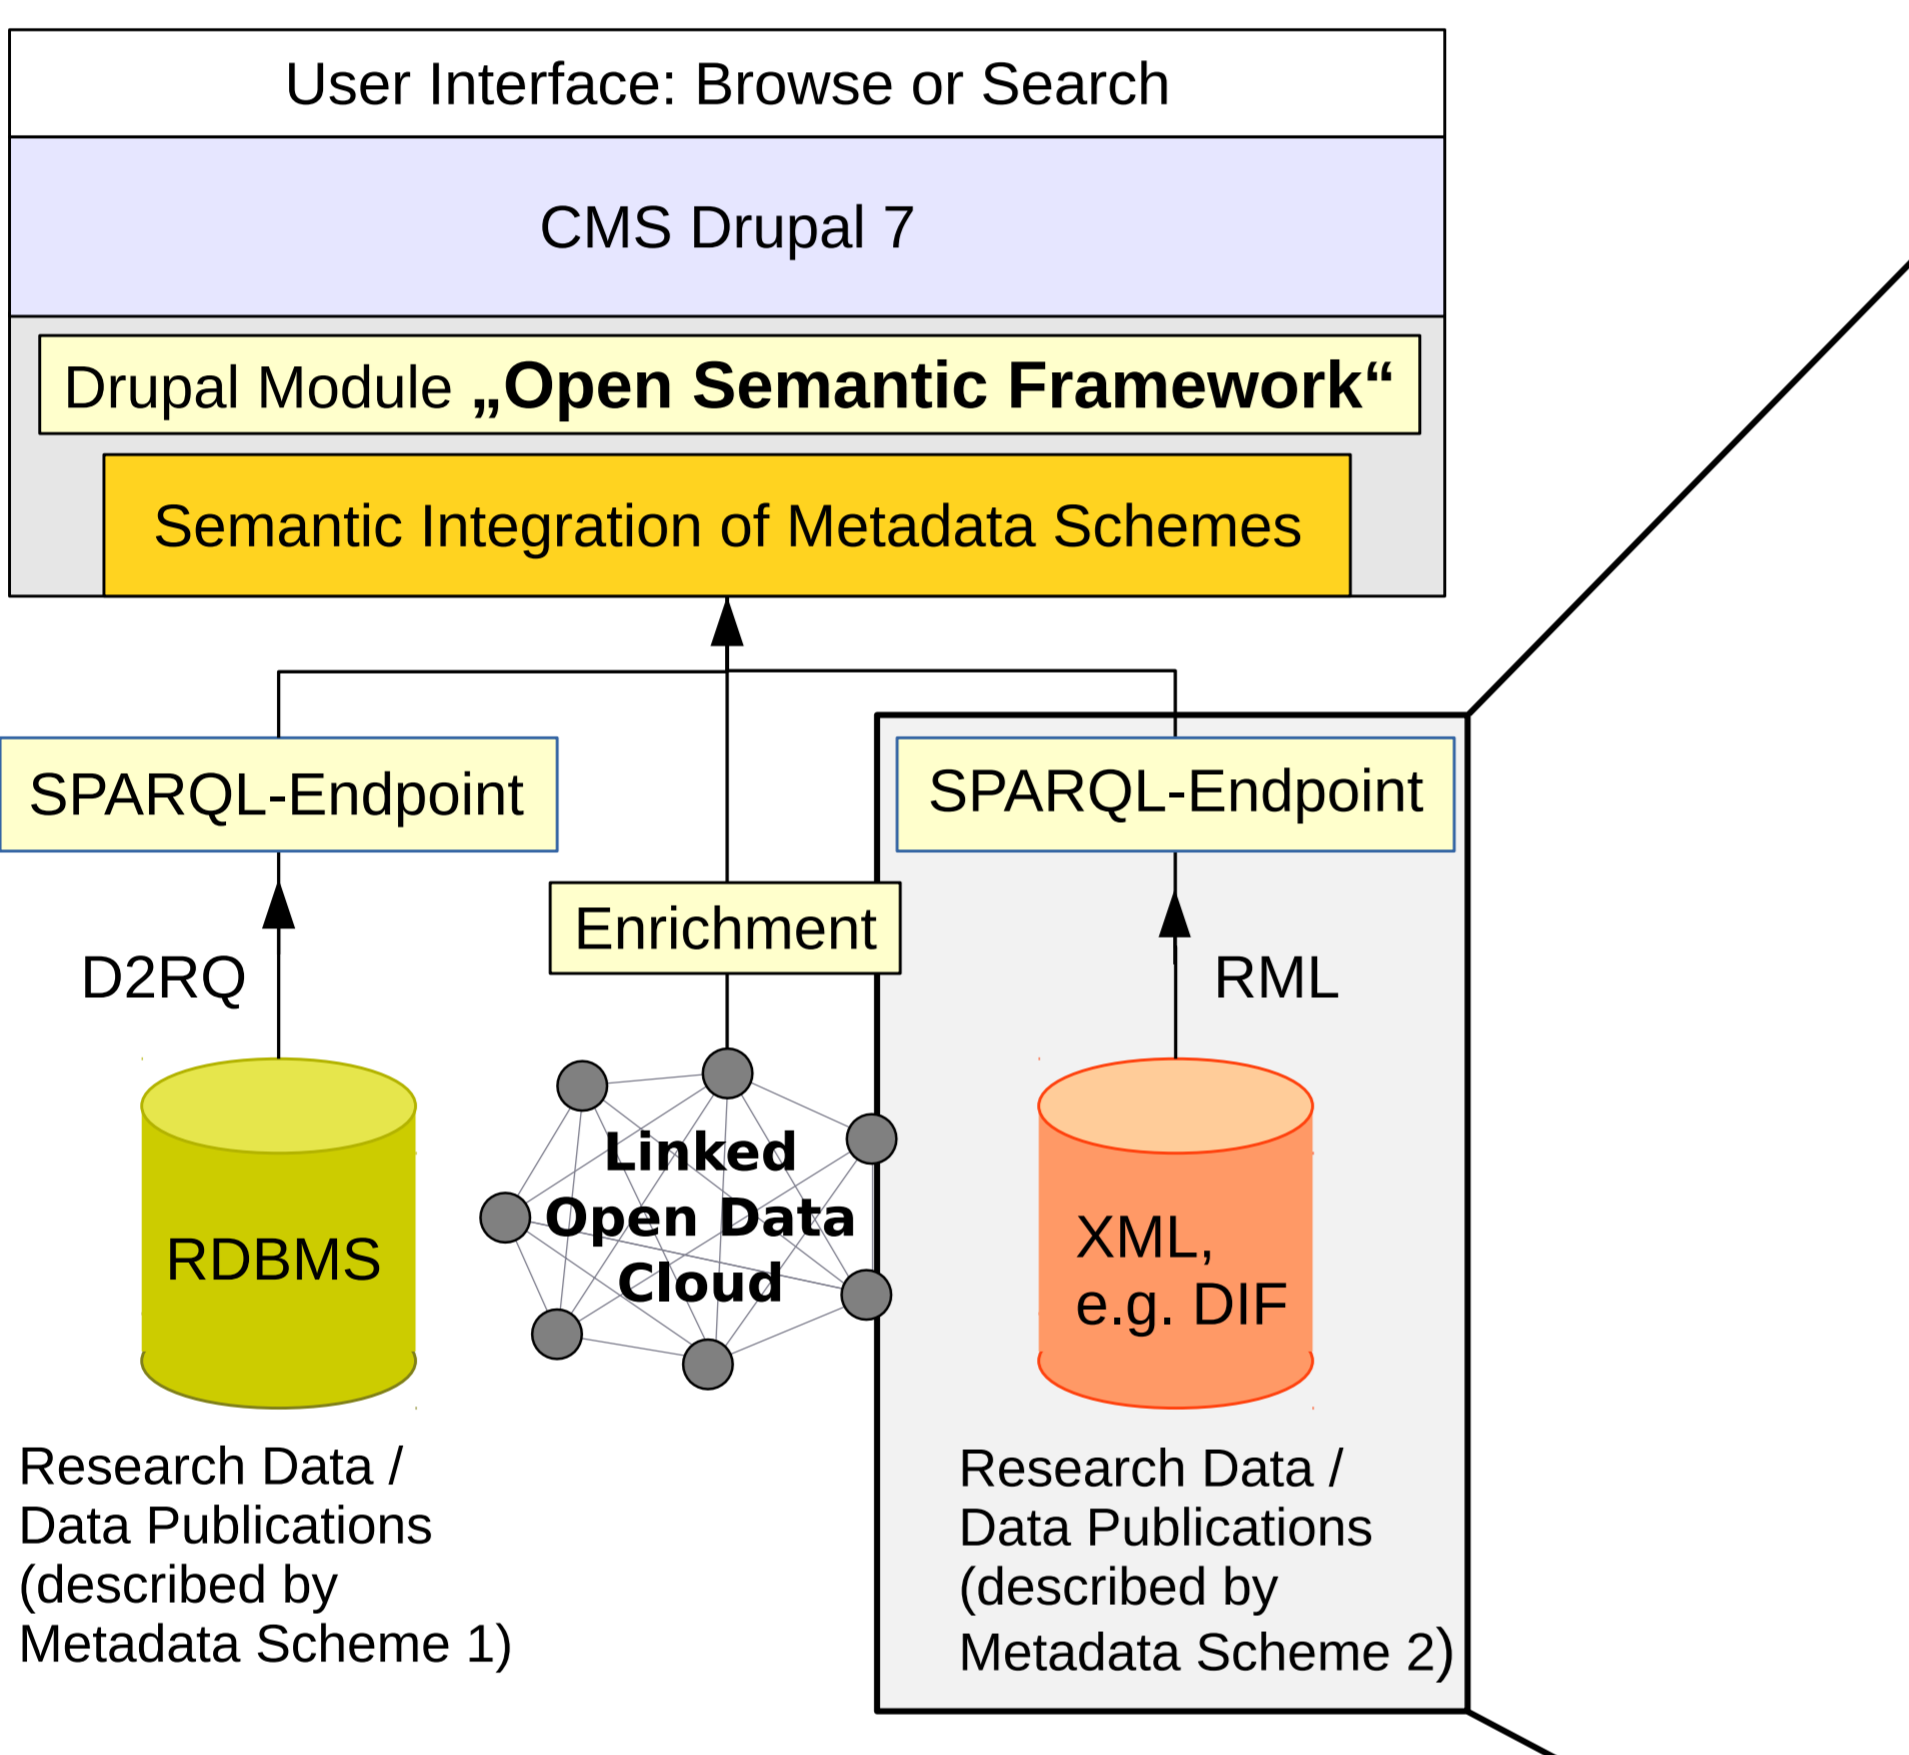 User Interface: Browse or Search
CMS Drupal 7
Drupal Module „Open Semantic Framework“
Semantic Integration of Metadata Schemes
SPARQL-Endpoint
SPARQL-Endpoint
Enrichment
D2RQ
RML
Linked
Open Data
Cloud
RDBMS
XML,
e.g. DIF
Research Data /
Data Publications
(described by
Metadata Scheme 1)
Research Data /
Data Publications
(described by
Metadata Scheme 2)